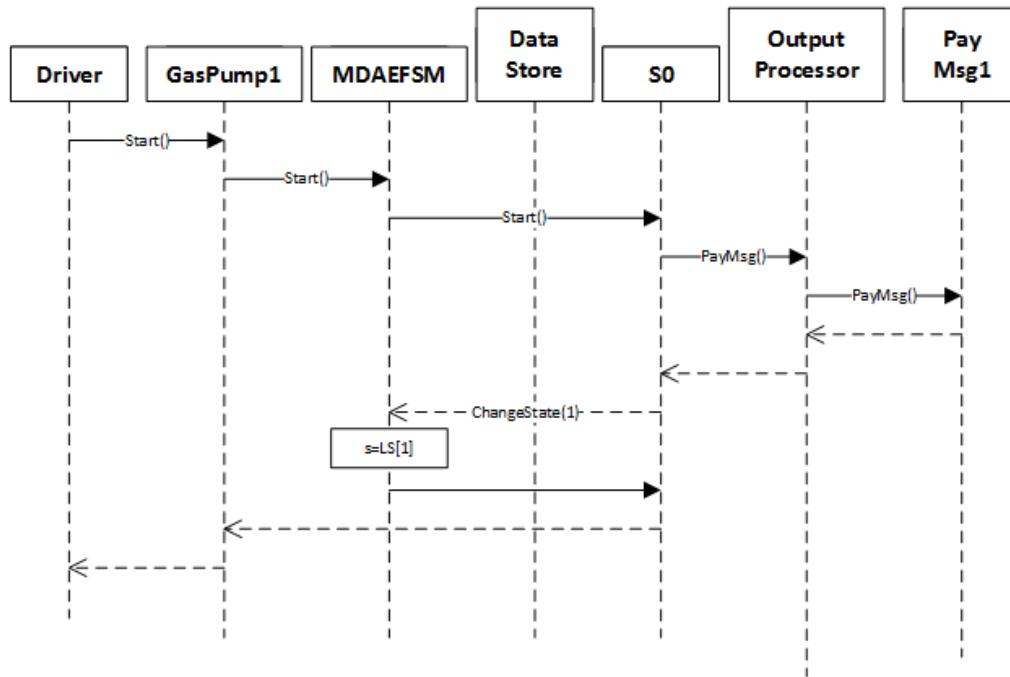 Driver
GasPump1
MDAEFSM
Data
Store
S0
Output
Processor
Pay
Msg1
Start()
Start()
Start()
PayMsg()
PayMsg()
ChangeState(1)
s=LS[1]